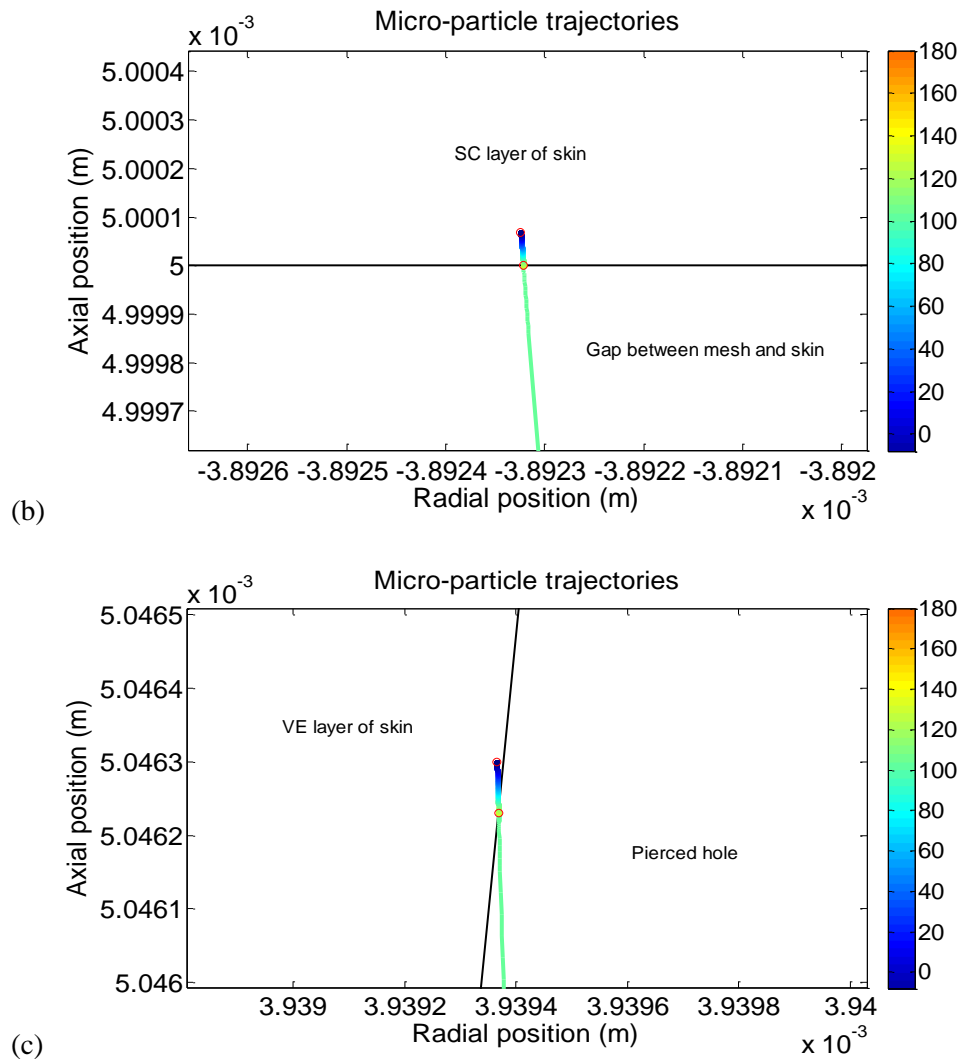 Micro-particle trajectories
x 10-3
5.0004
5.0003
5.0002
5.0001
5
4.9999
4.9998
4.9997
Axial position (m)
SC layer of skin
Gap between mesh and skin
180
160
140
120
100
80
60
40
20
0
-3.8926 -3.8925 -3.8924 -3.8923 -3.8922 -3.8921 -3.892
Radial position (m)
x 10-3
(b)
Micro-particle trajectories
x 10-3
5.0465
5.0464
5.0463
5.0462
5.0461
5.046
Axial position (m)
VE layer of skin
Pierced hole
180
160
140
120
100
80
60
40
20
0
3.939 3.9392 3.9394 3.9396 3.9398 3.94
Radial position (m)
x 10-3
(c)